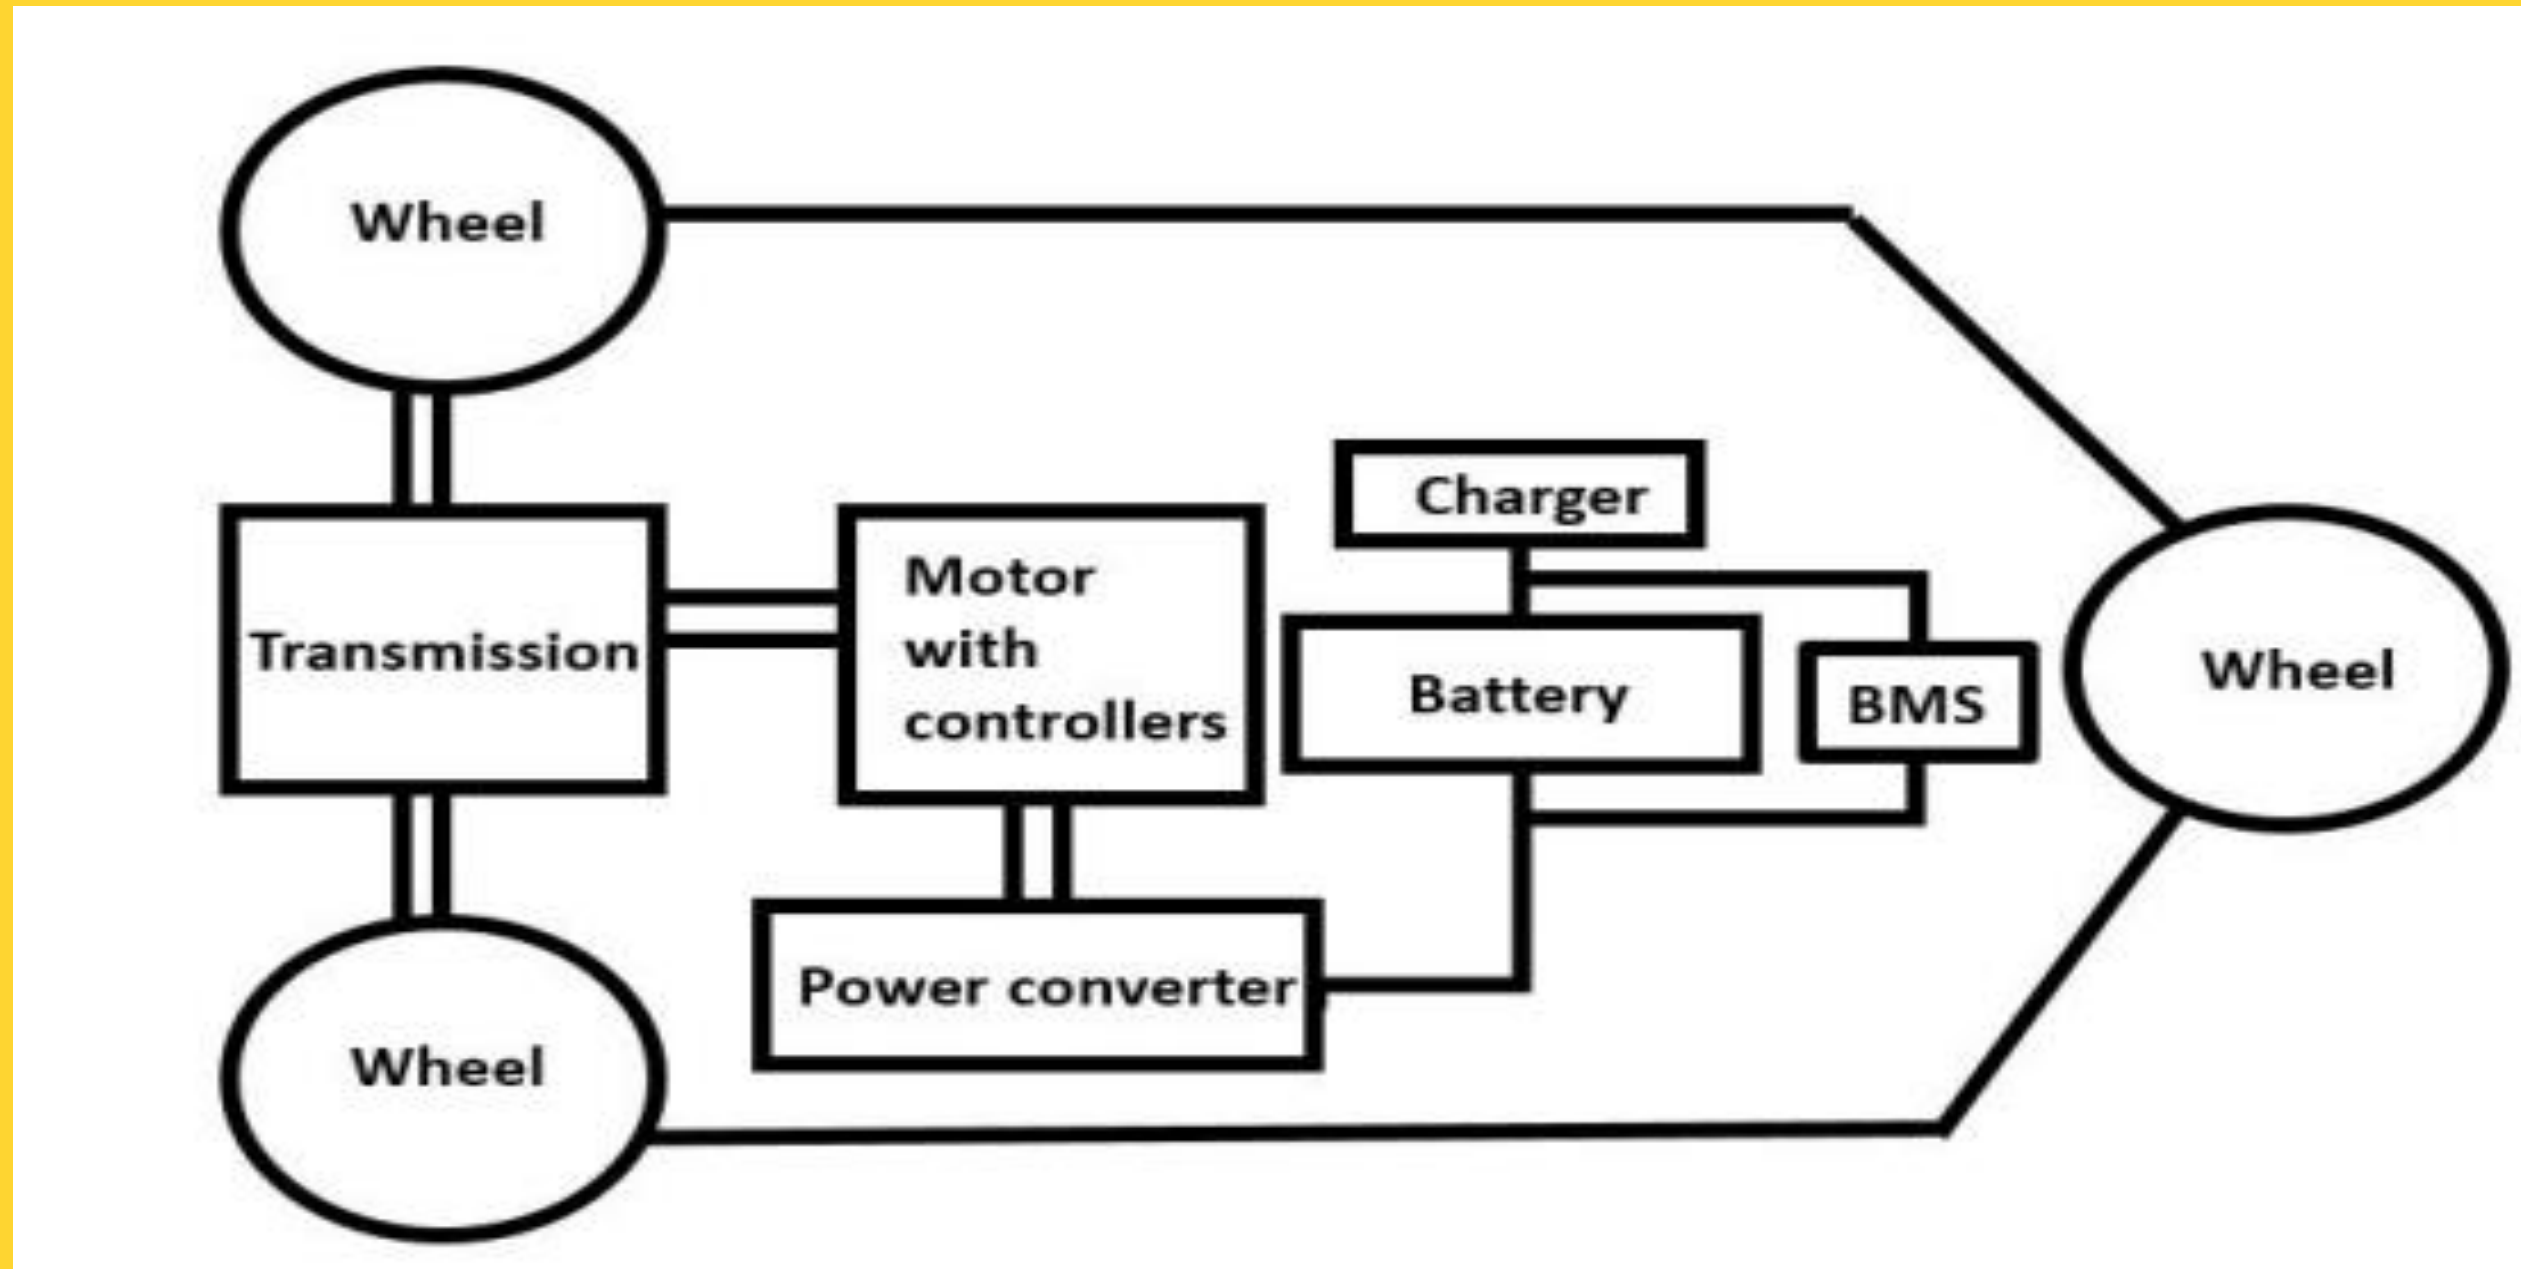 Wheel
Charger
Motor
with
controllers
Transmission
Battery
BMS
Wheel
Power converter
Wheel